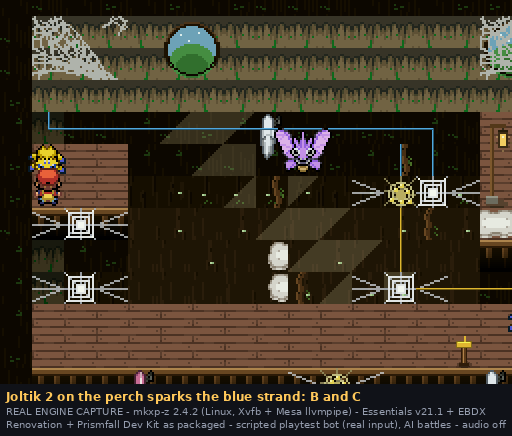 Joltik 2 on the perch sparks the blue strand: B and C
REAL ENGINE CAPTURE - mkxp-z 2.4.2 (Linux, Xvfb + Mesa llvmpipe) - Essentials v21.1 + EBDX
Renovation + Prismfall Dev Kit as packaged - scripted playtest bot (real input), AI battles - audio off